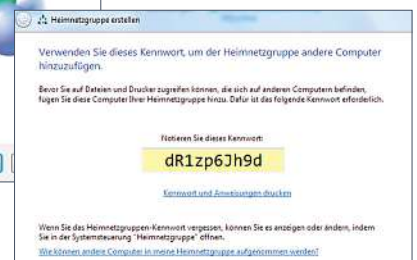 Heimnetzgruppe erstellen
Verwenden Sie dieses Kennwort, um der Heimnetzgruppe andere Computer
hinzuzufügen.
Bevor Sie auf Dateien und Drucker zugreifen können, die sich auf anderen Computern befinden,
fügen Sie diese Computer Ihrer Heimnetzgruppe hinzu. Dafür ist das folgende Kennwort erforderlich.
Notieren Sie dieses Kennwort:
dR1zp6Jh9d
Kennwort und Anweisungen drucken
Wenn Sie das Heimnetzgruppen-Kennwort vergessen, können Sie es anzeigen oder ändern, indem
Sie in der Systemsteuerung "Heimnetzgruppe" öffnen.
Wie können andere Computer in meine Heimnetzgruppe aufgenommen werden?